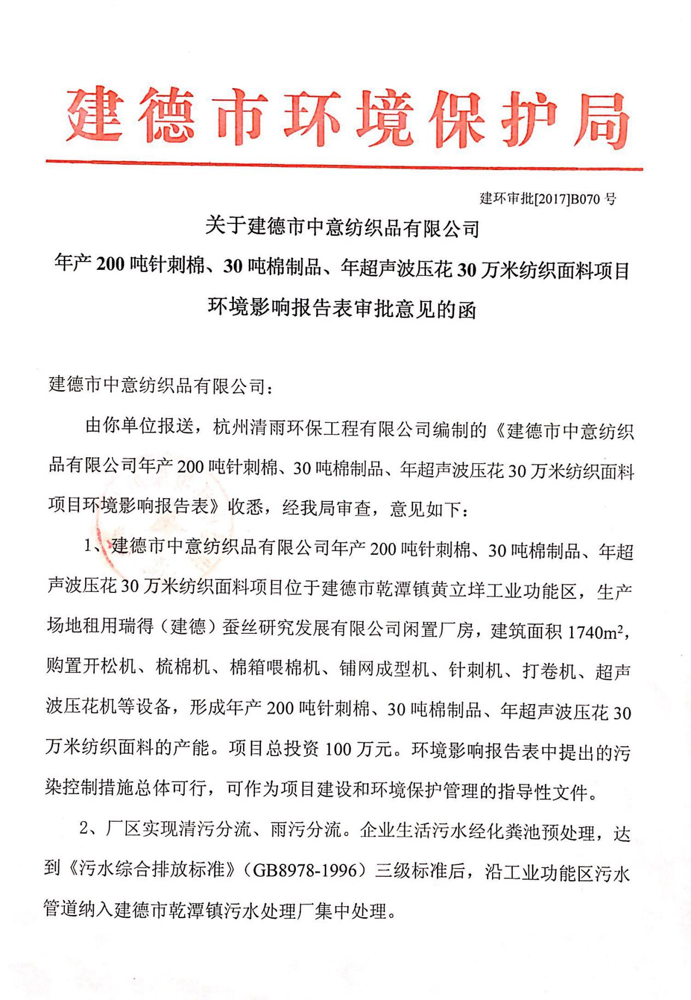 建德市环境保护局
建环审批[2017]B070 号
关于建德市中意纺织品有限公司
年产 200 吨针刺棉、30 吨棉制品、年超声波压花 30 万米纺织面料项目
环境影响报告表审批意见的函
建德市中意纺织品有限公司：
由你单位报送，杭州清雨环保工程有限公司编制的《建德市中意纺织
品有限公司年产 200 吨针刺棉、30 吨棉制品、年超声波压花 30 万米纺织面料
项目环境影响报告表》收悉，经我局审查，意见如下：
1、建德市中意纺织品有限公司年产 200 吨针刺棉、30 吨棉制品、年超
声波压花 30 万米纺织面料项目位于建德市乾潭镇黄立垟工业功能区，生产
场地租用瑞得（建德）蚕丝研究发展有限公司闲置厂房，建筑面积 1740m²，
购置开松机、梳棉机、棉箱喂棉机、铺网成型机、针刺机、打卷机、超声
波压花机等设备，形成年产 200 吨针刺棉、30 吨棉制品、年超声波压花 30
万米纺织面料的产能。项目总投资 100 万元。环境影响报告表中提出的污
染控制措施总体可行，可作为项目建设和环境保护管理的指导性文件。
2、厂区实现清污分流、雨污分流。企业生活污水经化粪池预处理，达
到《污水综合排放标准》（GB8978-1996）三级标准后，沿工业功能区污水
管道纳入建德市乾潭镇污水处理厂集中处理。